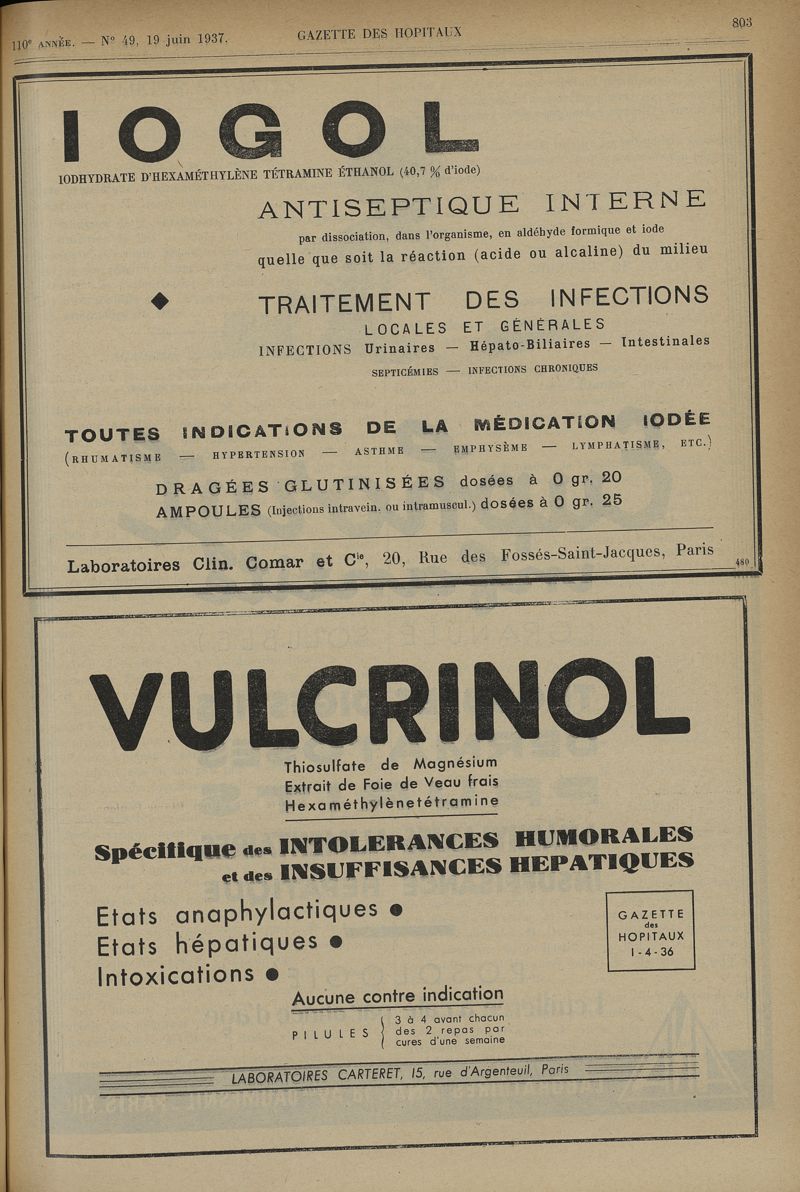 110e ANNÉE. — N° 49, 19 juin 1937.
GAZETTE DES HOPITAUX
803
IOGOL
IODHYDRATE D'HEXAMÉTHYLÈNE TÉTRAMINE ÉTHANOL (40,7 % d'iode)
ANTISEPTIQUE INTERNE
par dissociation, dans l'organisme, en aldéhyde formique et iode
quelle que soit la réaction (acide ou alcaline) du milieu
◆ TRAITEMENT DES INFECTIONS
LOCALES ET GÉNÉRALES
INFECTIONS Urinaires — Hépato-Biliaires — Intestinales
SEPTICÉMIES — INFECTIONS CHRONIQUES
TOUTES INDICATIONS DE LA MÉDICATION IODÉE
(RHUMATISME — HYPERTENSION — ASTHME — EMPHYSÈME — LYMPHATISME, ETC.)
DRAGÉES GLUTINISÉES dosées à 0 gr. 20
AMPOULES (Injections intravein. ou intramuscul.) dosées à 0 gr. 25
Laboratoires Clin. Comar et Cie, 20, Rue des Fossés-Saint-Jacques, Paris
480
VULCRINOL
Thiosulfate de Magnésium
Extrait de Foie de Veau frais
Hexaméthylènetétramine
Spécifique des INTOLERANCES HUMORALES
et des INSUFFISANCES HEPATIQUES
Etats anaphylactiques •
Etats hépatiques •
Intoxications •
GAZETTE
des
HOPITAUX
1-4-36
Aucune contre indication
PILULES { 3 à 4 avant chacun
des 2 repas par
cures d'une semaine
LABORATOIRES CARTERET, 15, rue d'Argenteuil, Paris